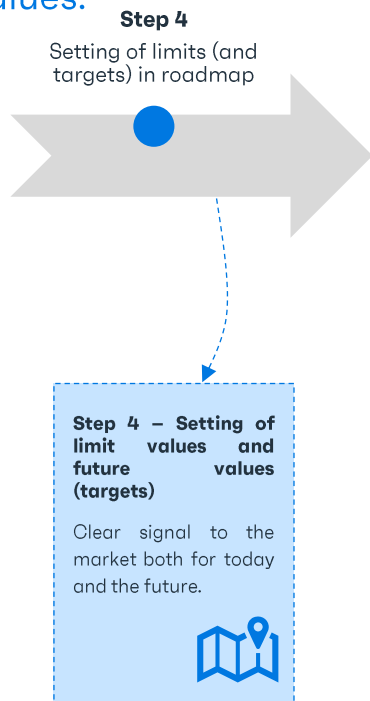 alues.
Step 4
Setting of limits (and
targets) in roadmap
Step 4 – Setting of
limit values and
future values
(targets)
Clear signal to the
market both for today
and the future.